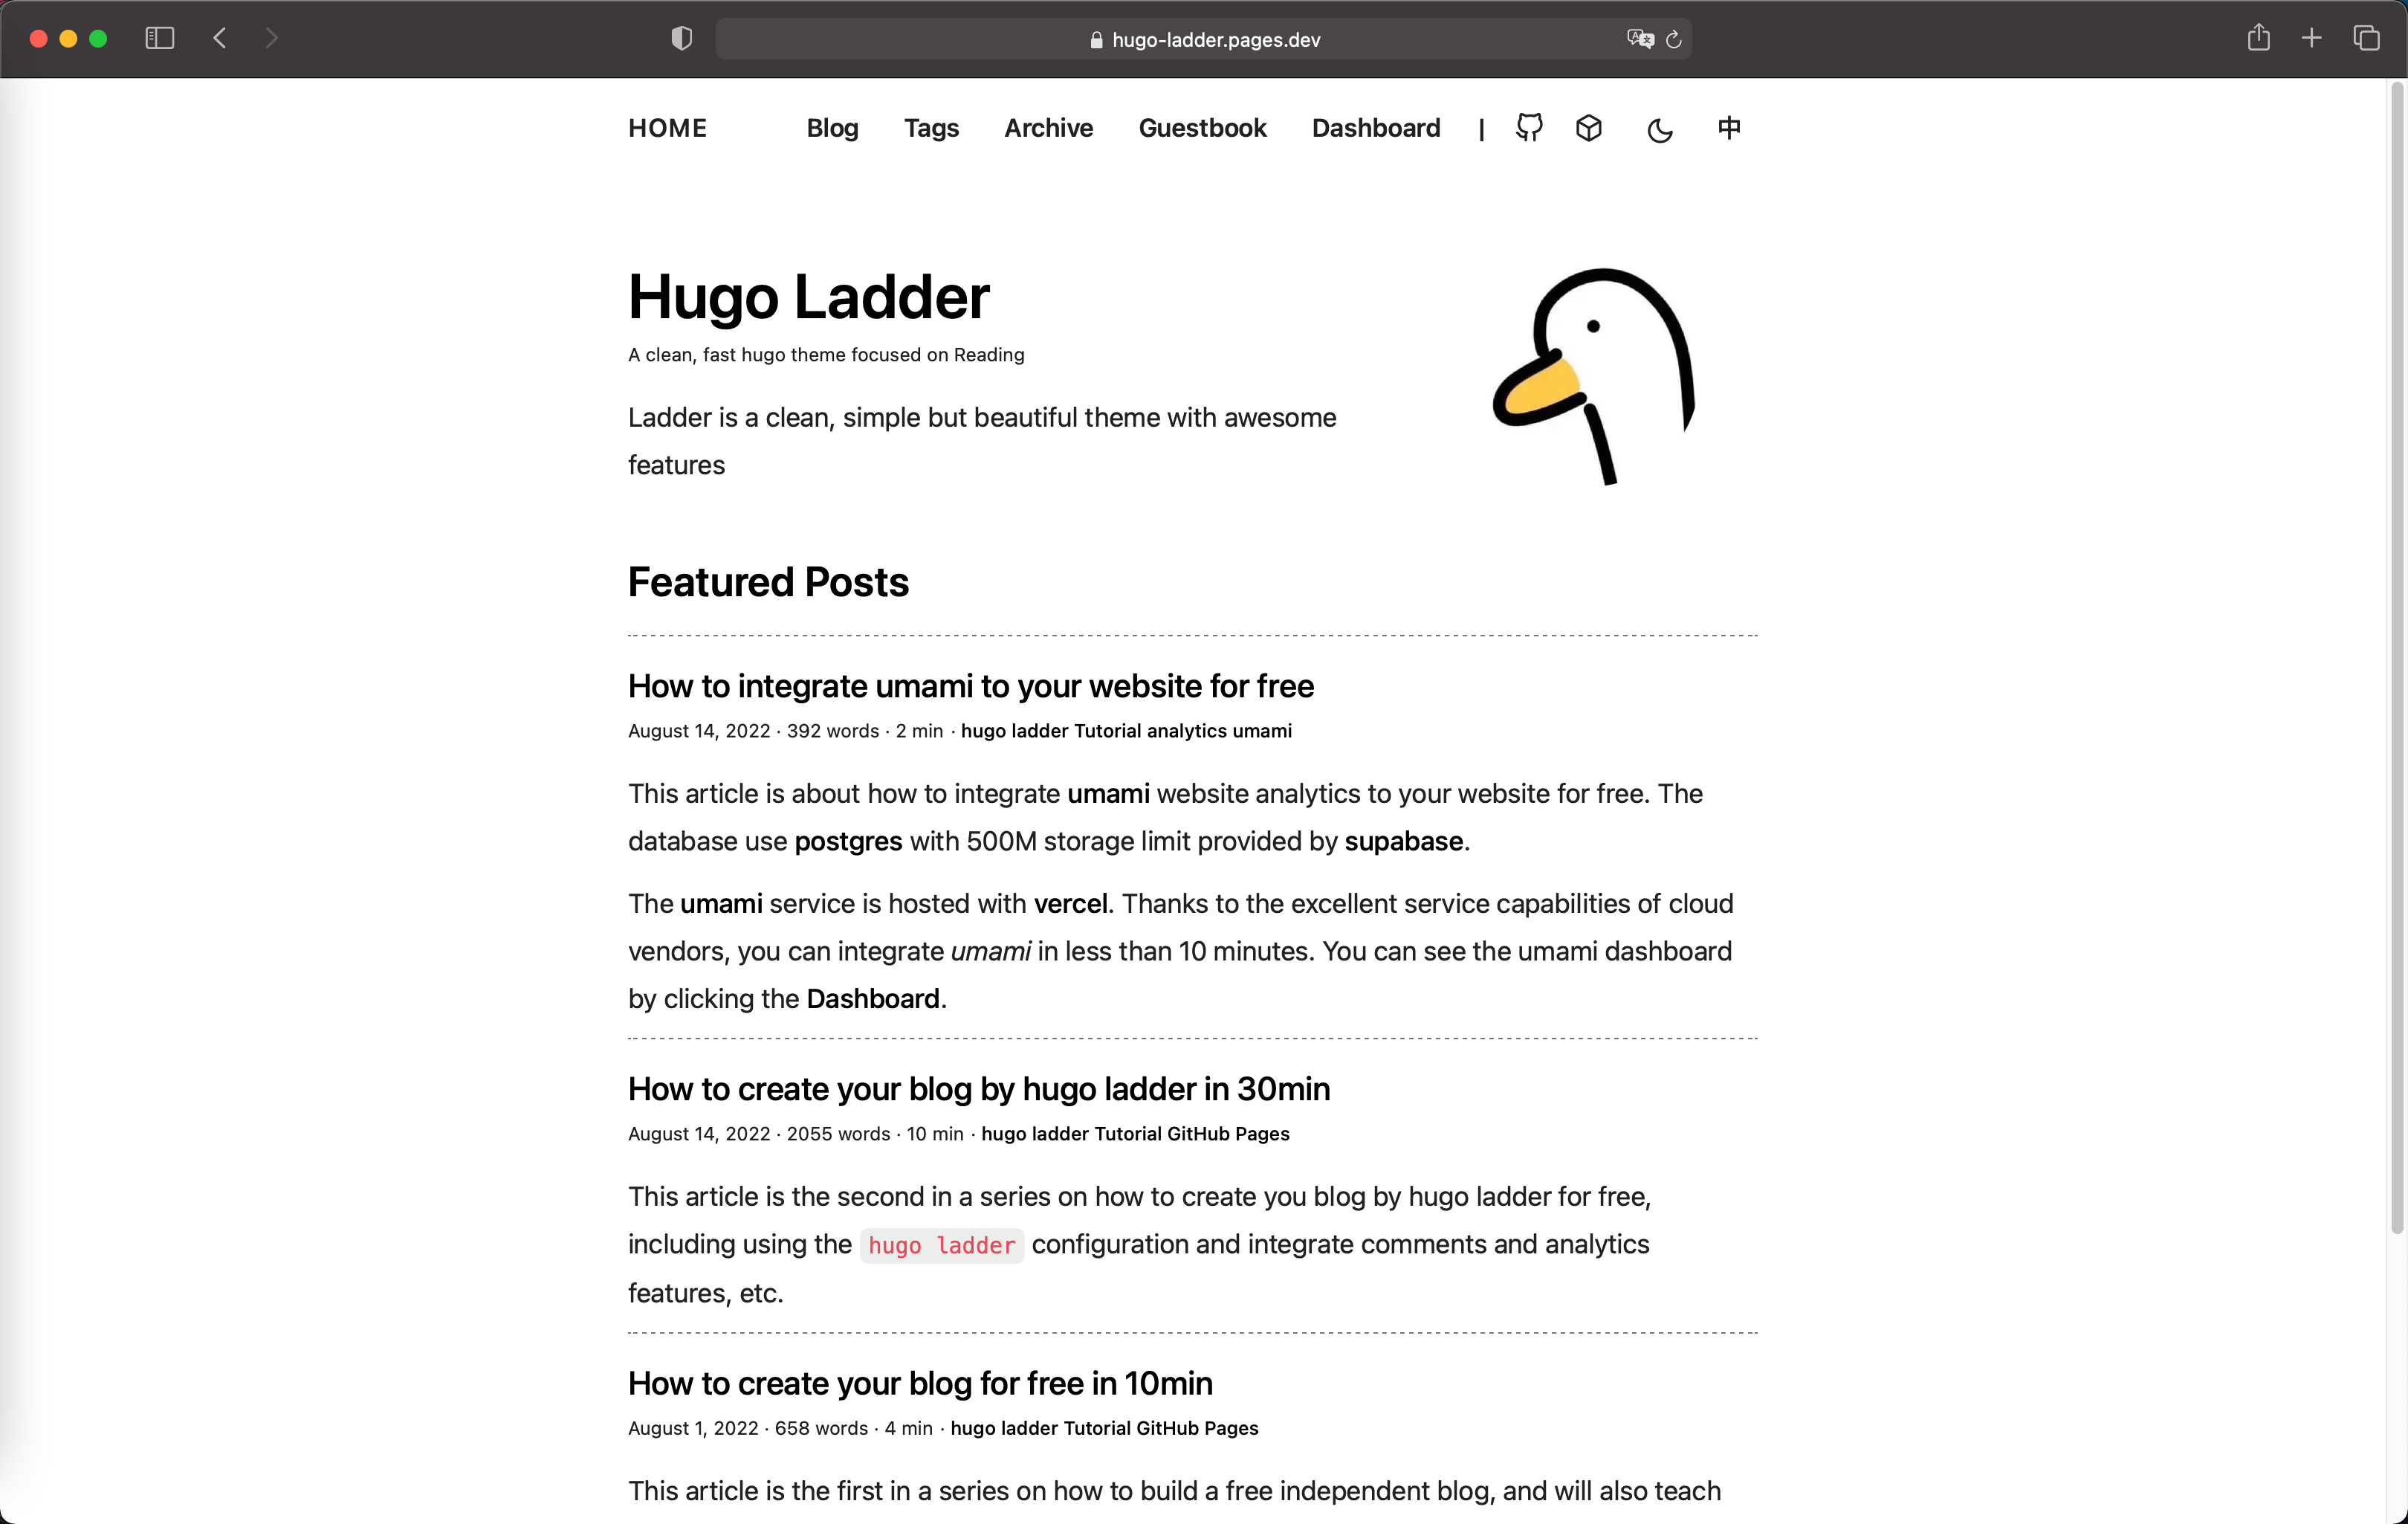 hugo-ladder.pages.dev
HOME Blog Tags Archive Guestbook Dashboard | 中
Hugo Ladder
A clean, fast hugo theme focused on Reading
Ladder is a clean, simple but beautiful theme with awesome
features
Featured Posts
How to integrate umami to your website for free
August 14, 2022 · 392 words · 2 min · hugo ladder Tutorial analytics umami
This article is about how to integrate umami website analytics to your website for free. The
database use postgres with 500M storage limit provided by supabase.
The umami service is hosted with vercel. Thanks to the excellent service capabilities of cloud
vendors, you can integrate umami in less than 10 minutes. You can see the umami dashboard
by clicking the Dashboard.
How to create your blog by hugo ladder in 30min
August 14, 2022 · 2055 words · 10 min · hugo ladder Tutorial GitHub Pages
This article is the second in a series on how to create you blog by hugo ladder for free,
including using the hugo ladder configuration and integrate comments and analytics
features, etc.
How to create your blog for free in 10min
August 1, 2022 · 658 words · 4 min · hugo ladder Tutorial GitHub Pages
This article is the first in a series on how to build a free independent blog, and will also teach